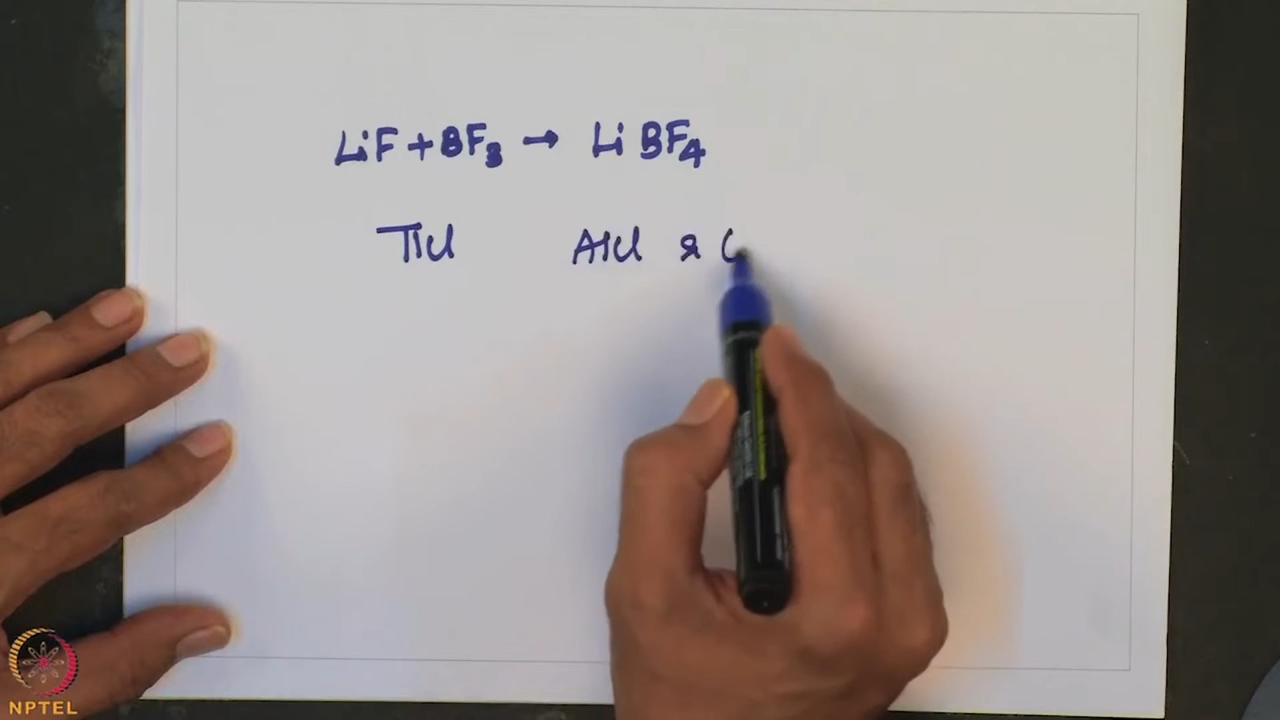 LiF + BF3 → LiBF4
TlCl AlCl &
NPTEL